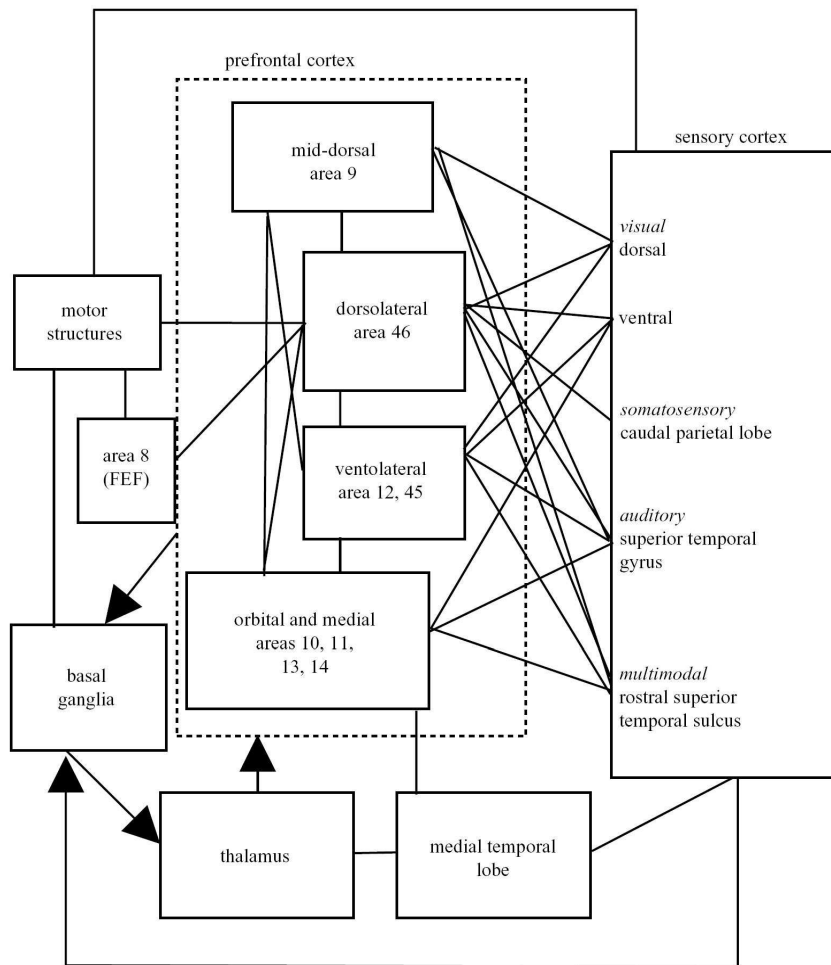 prefrontal cortex
sensory cortex
mid-dorsal
area 9
visual
dorsal
motor
structures
dorsolateral
area 46
ventral
somatosensory
caudal parietal lobe
area 8
(FEF)
ventolateral
area 12, 45
auditory
superior temporal
gyrus
orbital and medial
areas 10, 11,
13, 14
basal
ganglia
multimodal
rostral superior
temporal sulcus
thalamus
medial temporal
lobe